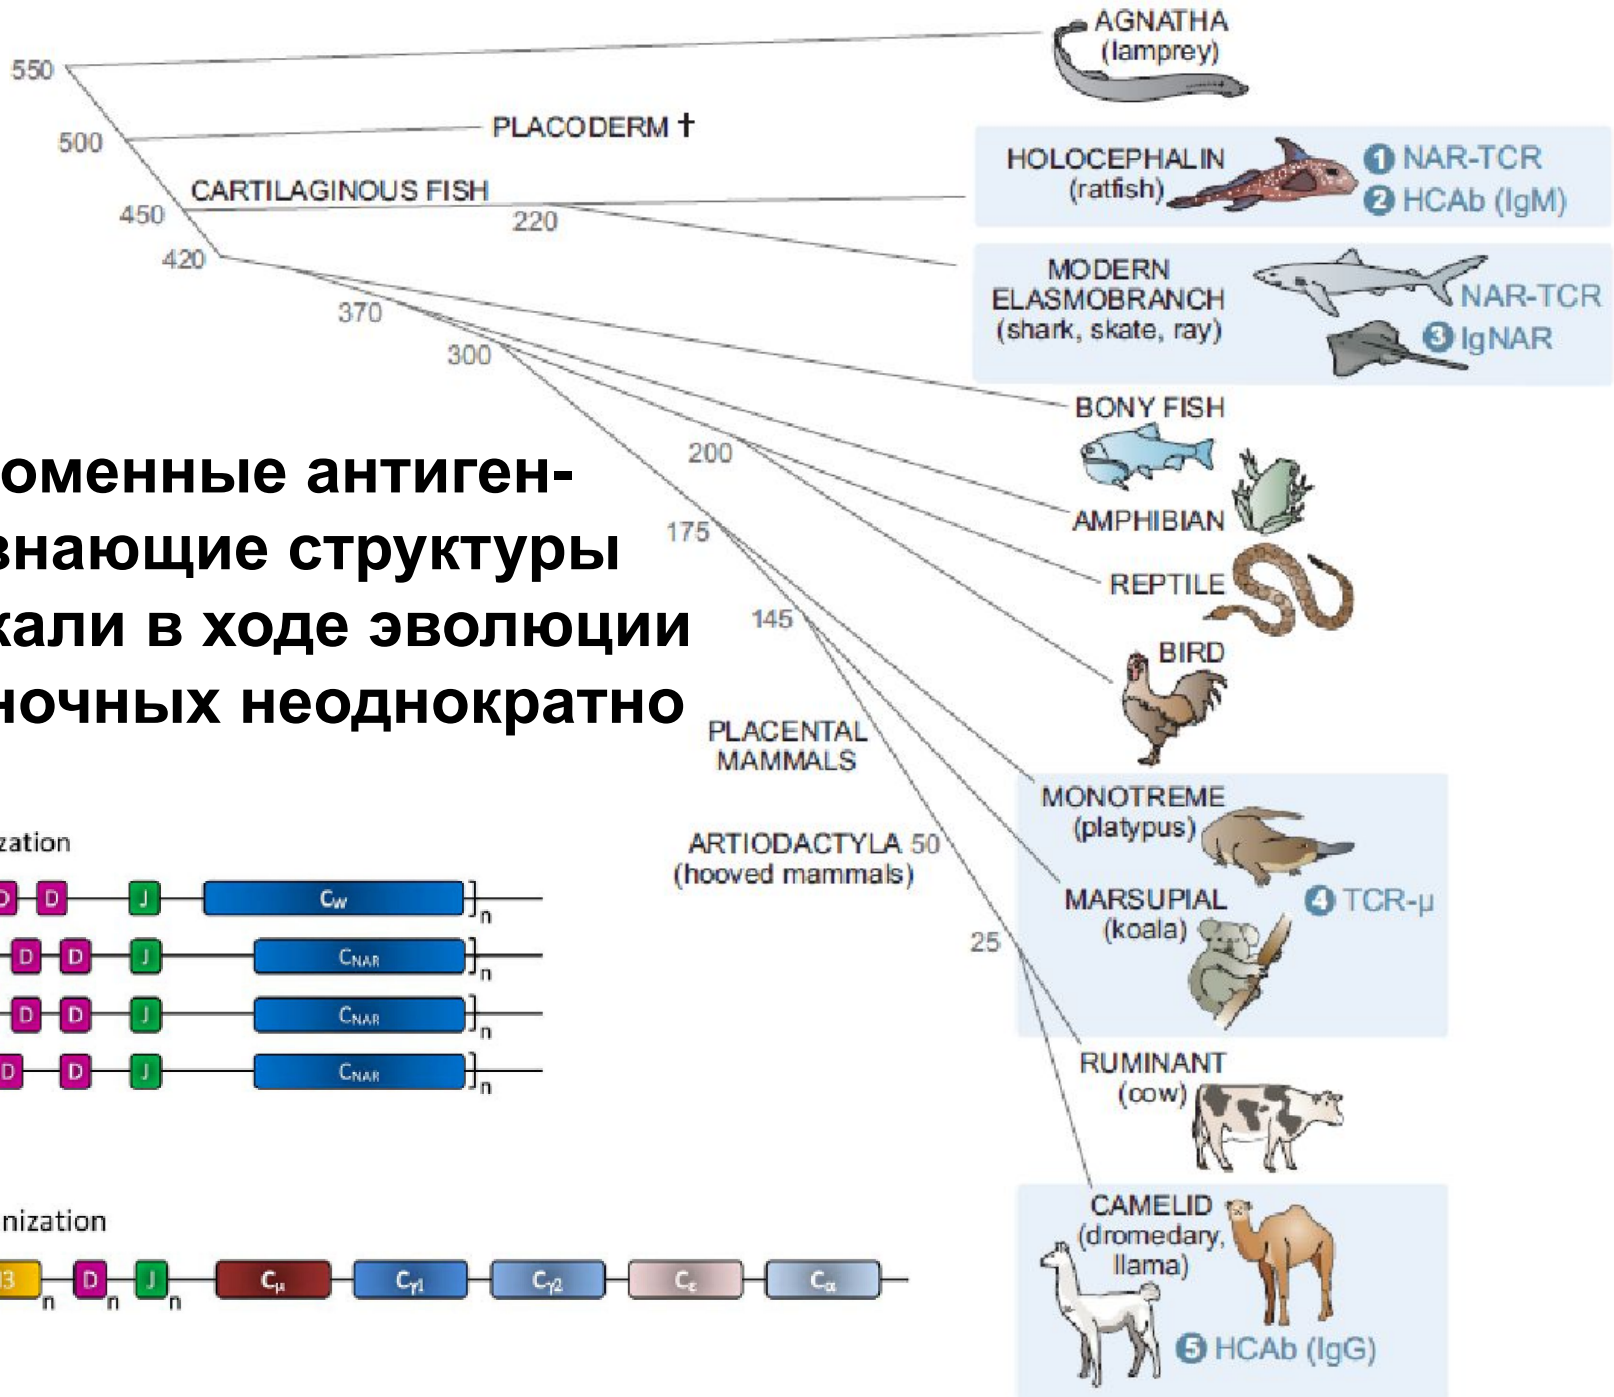 AGNATHA
(lamprey)
550
PLACODERM †
500
HOLOCEPHALIN
(ratfish)
1 NAR-TCR
2 HCAb (IgM)
CARTILAGINOUS FISH
450
220
420
MODERN
ELASMOBRANCH
(shark, skate, ray)
NAR-TCR
3 IgNAR
370
300
BONY FISH
200
оменные антиген-
знающие структуры
кали в ходе эволюции
ночных неоднократно
AMPHIBIAN
175
REPTILE
145
BIRD
PLACENTAL
MAMMALS
MONOTREME
(platypus)
ARTIODACTYLA 50
(hooved mammals)
MARSUPIAL
(koala)
4 TCR-μ
25
zation
D D J CW ]n
D D J CNAR ]n
D D J CNAR ]n
D D J CNAR ]n
RUMINANT
(cow)
CAMELID
(dromedary,
llama)
5 HCAb (IgG)
nization
H3 n D n J n Cμ Cγ1 Cγ2 Cε Cα